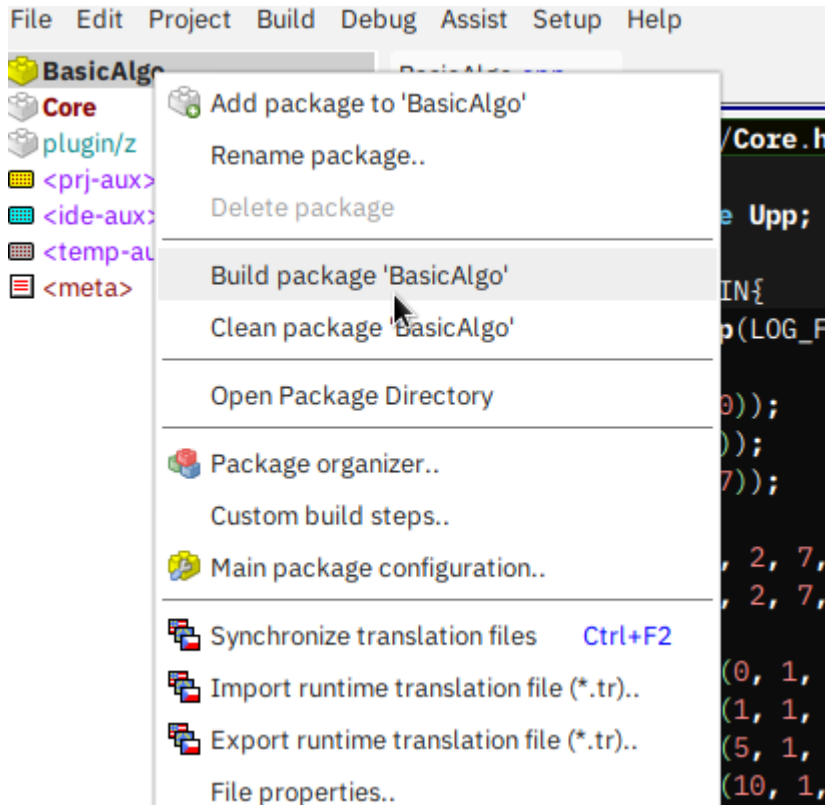 File Edit Project Build Debug Assist Setup Help
BasicAlgo
Core
plugin/z
<prj-aux>
<ide-aux>
<temp-au
<meta>
Add package to 'BasicAlgo'
Rename package..
Delete package
Build package 'BasicAlgo'
Clean package 'BasicAlgo'
Open Package Directory
Package organizer..
Custom build steps..
Main package configuration..
Synchronize translation files Ctrl+F2
Import runtime translation file (*.tr)..
Export runtime translation file (*.tr)..
File properties..
/Core.h
e Upp;
IN{
p(LOG_F
0));
));
7));
, 2, 7,
, 2, 7,
(0, 1,
(1, 1,
(5, 1,
(10, 1,